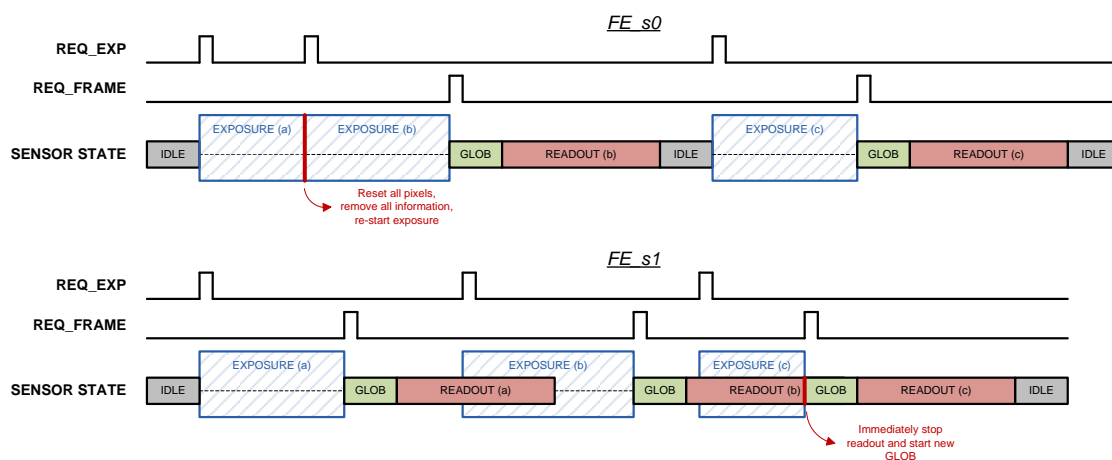 FE_s0
REQ_EXP
REQ_FRAME
EXPOSURE (a) EXPOSURE (b) EXPOSURE (c)
SENSOR STATE IDLE GLOB READOUT (b) IDLE GLOB READOUT (c) IDLE
Reset all pixels,
remove all information,
re-start exposure
FE_s1
REQ_EXP
REQ_FRAME
EXPOSURE (a) EXPOSURE (b) EXPOSURE (c)
SENSOR STATE IDLE GLOB READOUT (a) GLOB READOUT (b) GLOB READOUT (c) IDLE
Immediately stop
readout and start new
GLOB